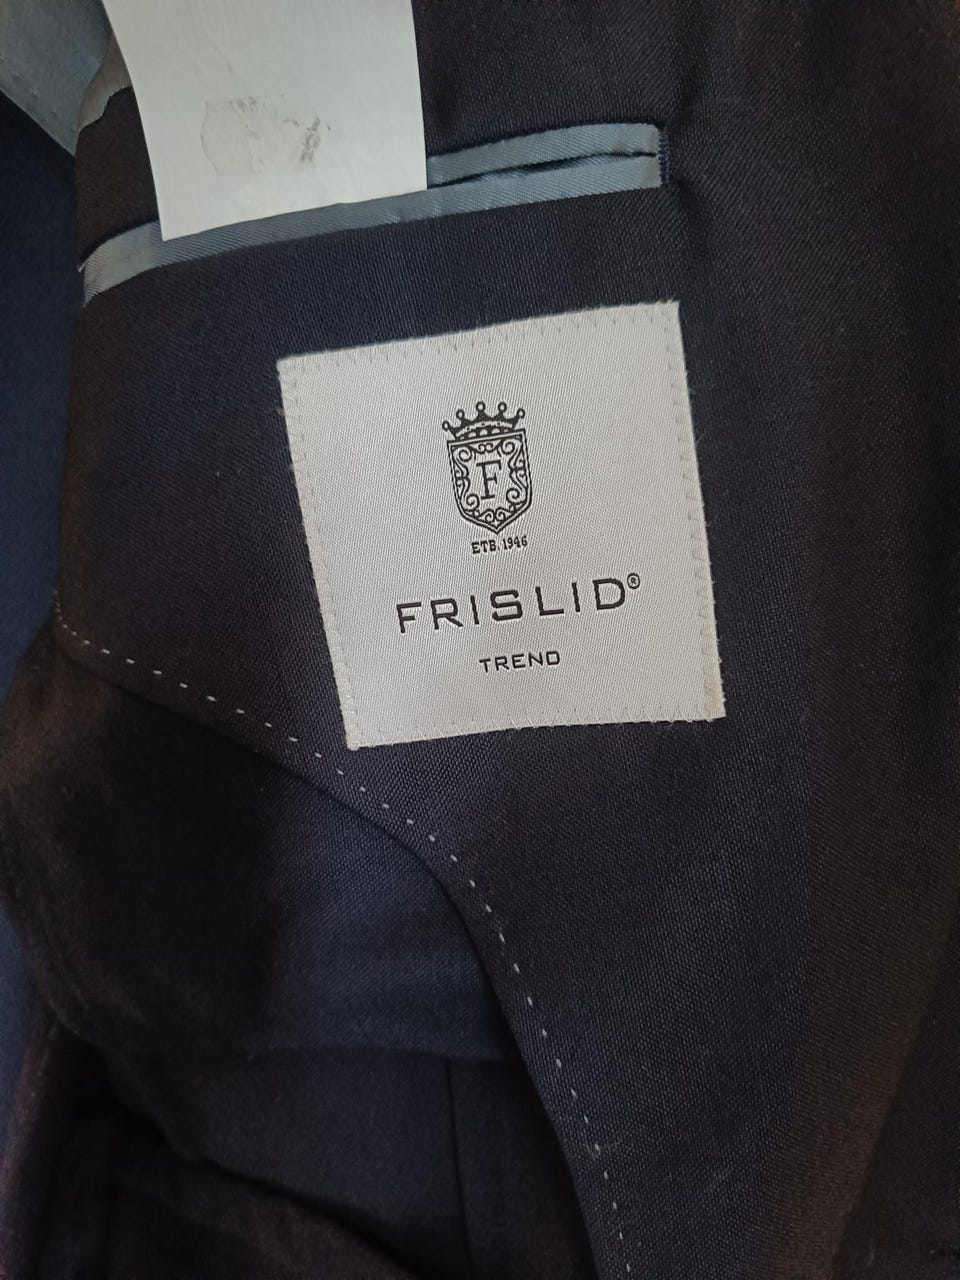 F
ETB. 1946
FRISLID®
TREND